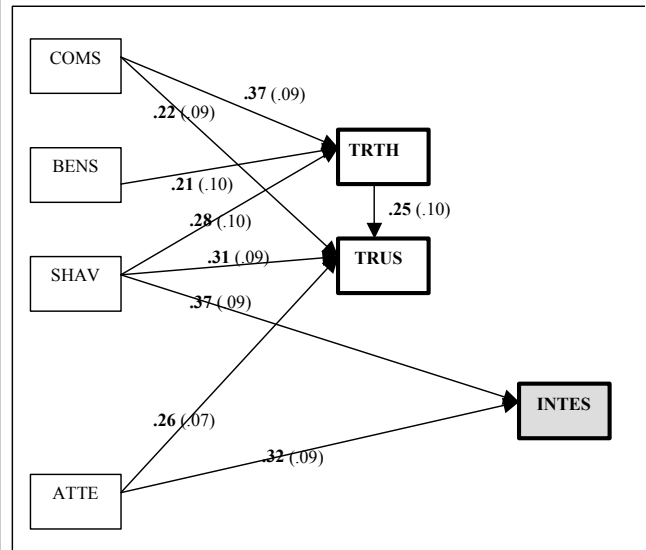 COMS
.37 (.09)
.22 (.09)
TRTH
BENS
.21 (.10)
.25 (.10)
.28 (.10)
TRUS
SHAV
.31 (.09)
.37 (.09)
INTES
.26 (.07)
.32 (.09)
ATTE